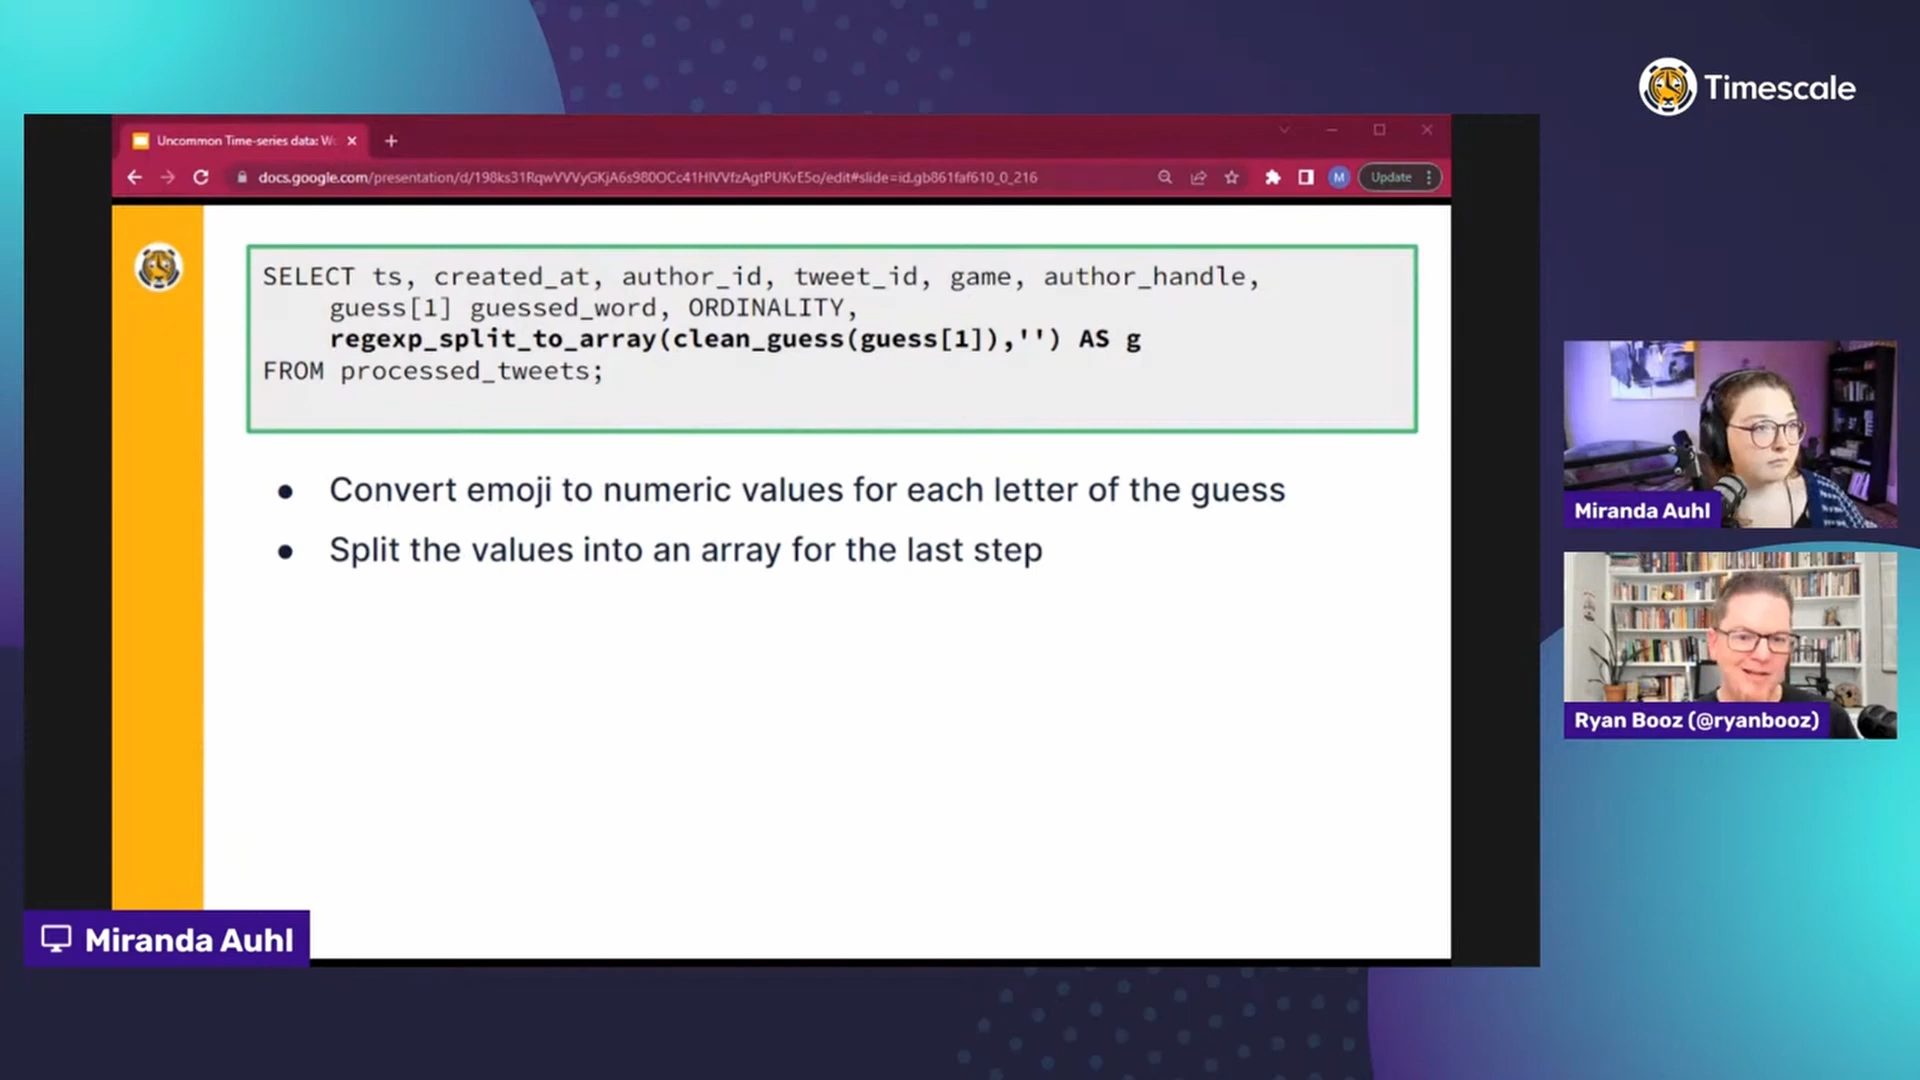 Timescale
Uncommon Time-series data: Wo
docs.google.com/presentation/d/198ks31RqwVVVyGKjA6s980OCc41HIVVfzAgtPUKvE5o/edit#slide=id.gb861faf610_0_216
M
Update
SELECT ts, created_at, author_id, tweet_id, game, author_handle,
guess[1] guessed_word, ORDINALITY,
regexp_split_to_array(clean_guess(guess[1]),'') AS g
FROM processed_tweets;
• Convert emoji to numeric values for each letter of the guess
• Split the values into an array for the last step
Miranda Auhl
Ryan Booz (@ryanbooz)
Miranda Auhl